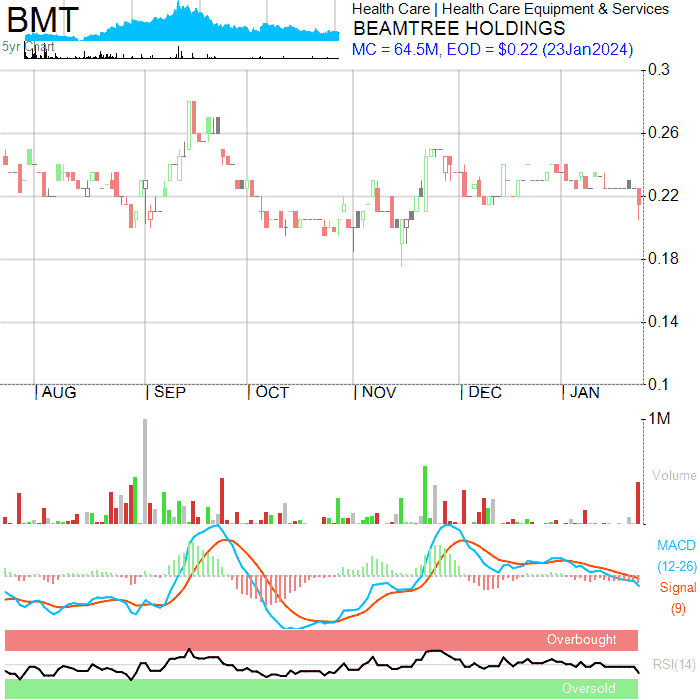 BMT
Health Care | Health Care Equipment & Services
BEAMTREE HOLDINGS
MC = 64.5M, EOD = $0.22 (23Jan2024)
5yr Chart
0.3
0.26
0.22
0.18
0.14
0.1
AUG SEP OCT NOV DEC JAN
1M
Volume
MACD
(12-26)
Signal
(9)
Overbought
RSI(14)
Oversold